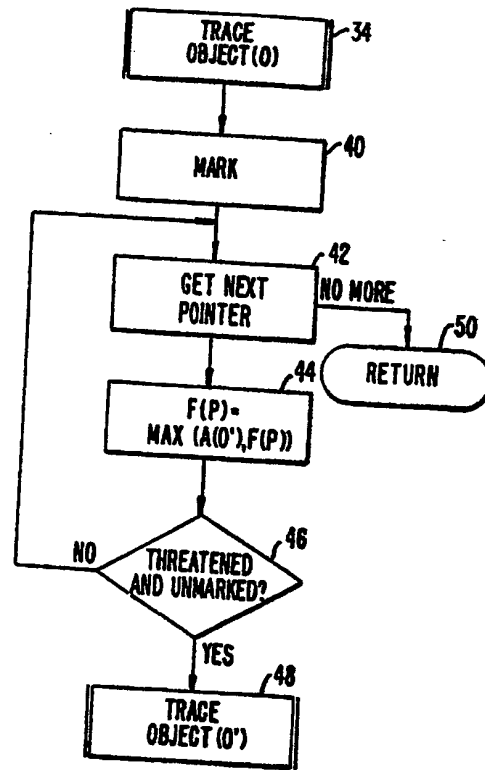 TRACE
OBJECT(O)
34
MARK
40
GET NEXT
POINTER
42
NO MORE
RETURN
50
F(P)=
MAX (A(O'),F(P))
44
THREATENED
AND UNMARKED?
46
NO
YES
TRACE
OBJECT(O')
48